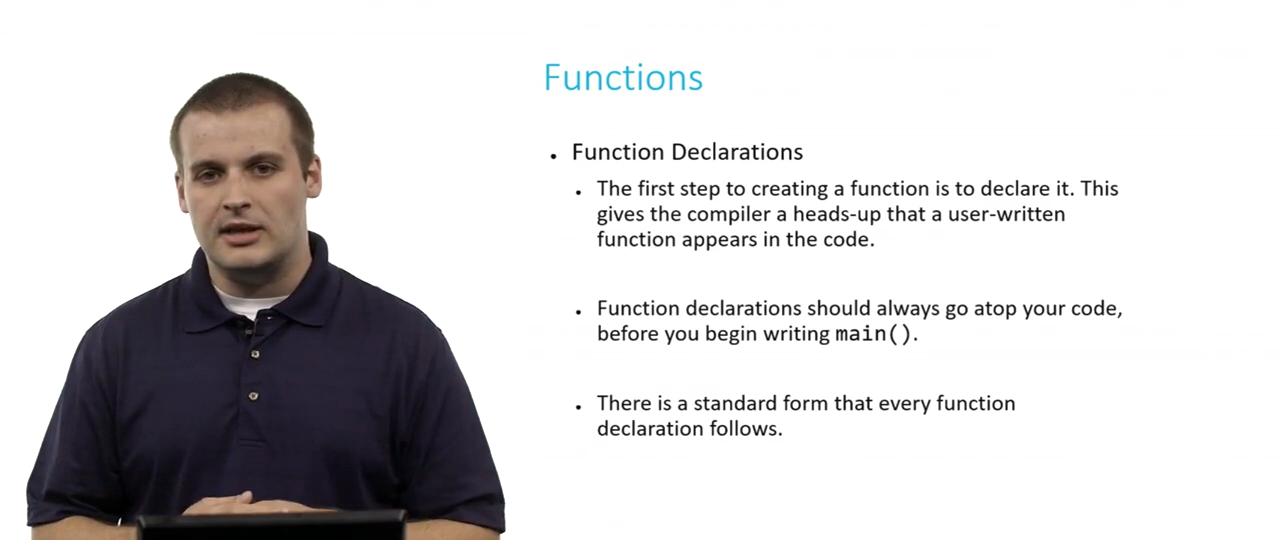 Functions
• Function Declarations
• The first step to creating a function is to declare it. This
gives the compiler a heads-up that a user-written
function appears in the code.
• Function declarations should always go atop your code,
before you begin writing main().
• There is a standard form that every function
declaration follows.